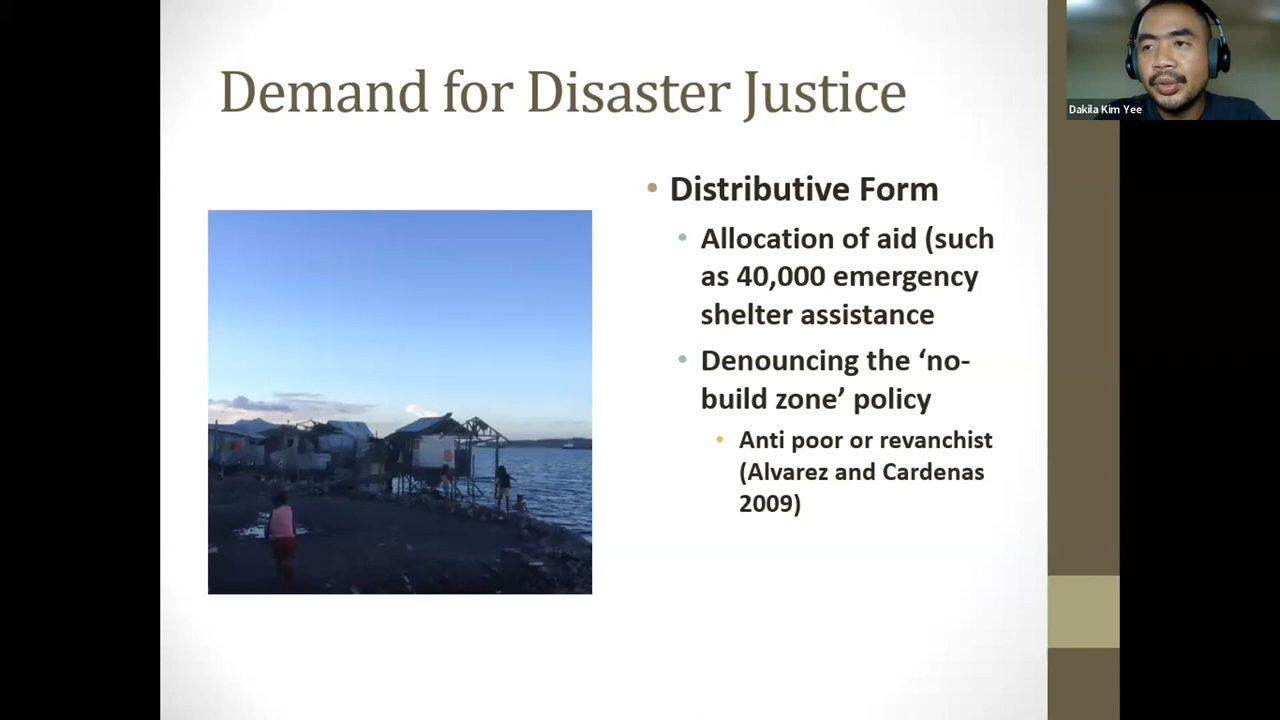 Demand for Disaster Justice
Dakila Kim Yee
• Distributive Form
• Allocation of aid (such
as 40,000 emergency
shelter assistance
• Denouncing the ‘no-
build zone’ policy
• Anti poor or revanchist
(Alvarez and Cardenas
2009)